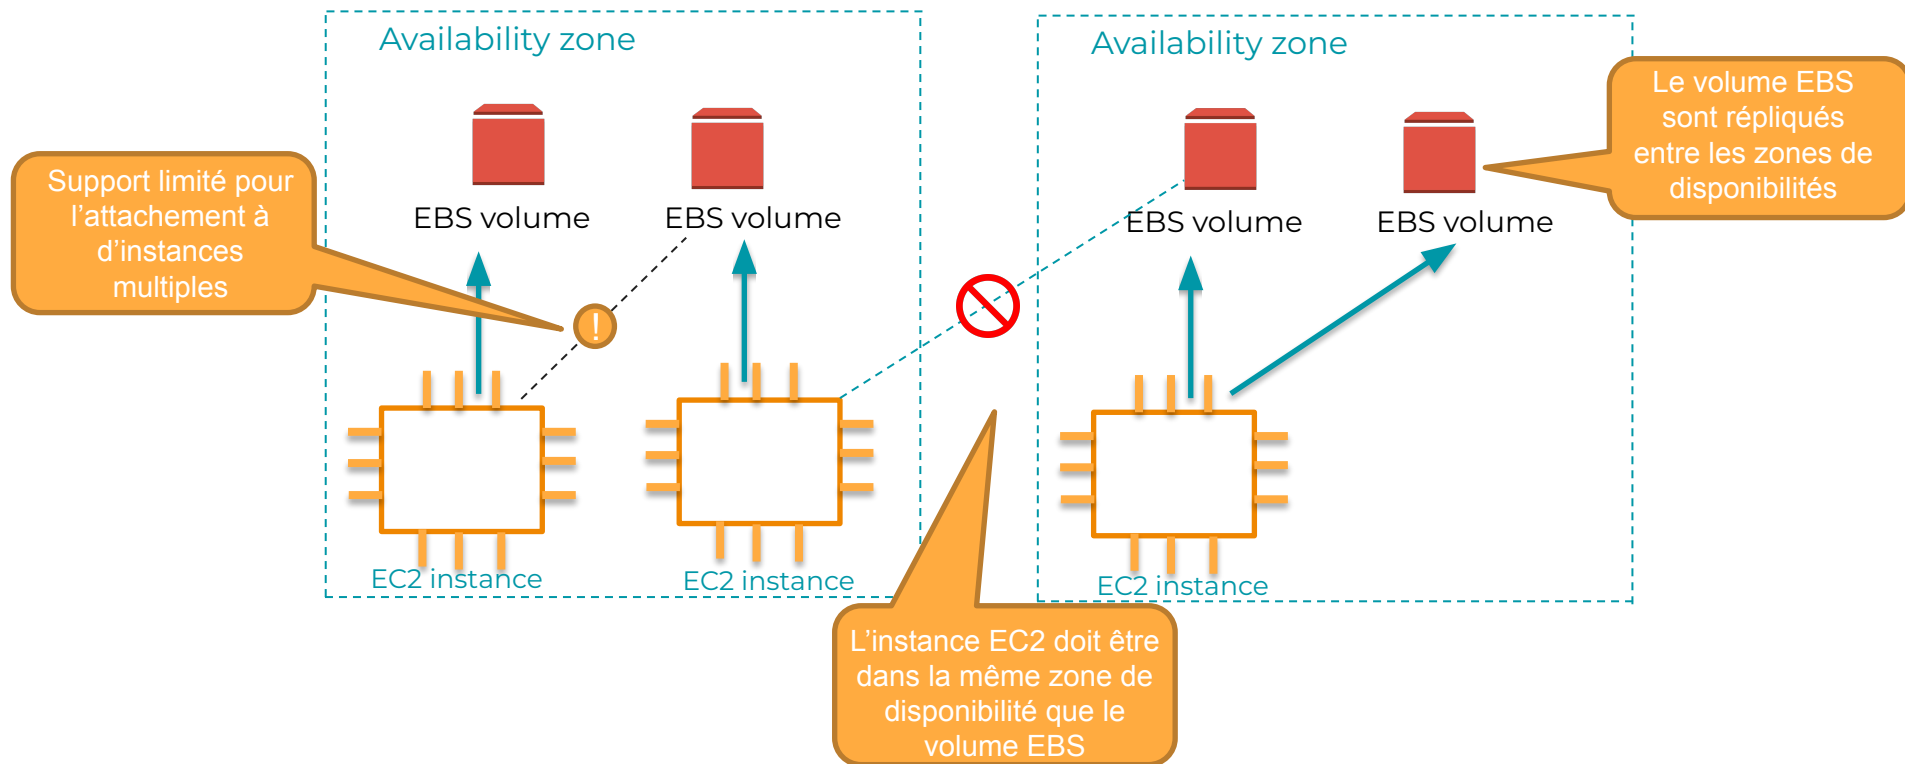 Availability zone
Availability zone
Le volume EBS
sont répliqués
entre les zones de
disponibilités
Support limité pour
l’attachement à
d’instances
multiples
EBS volume
EBS volume
EBS volume
EBS volume
!
EC2 instance
EC2 instance
EC2 instance
L’instance EC2 doit être
dans la même zone de
disponibilité que le
volume EBS